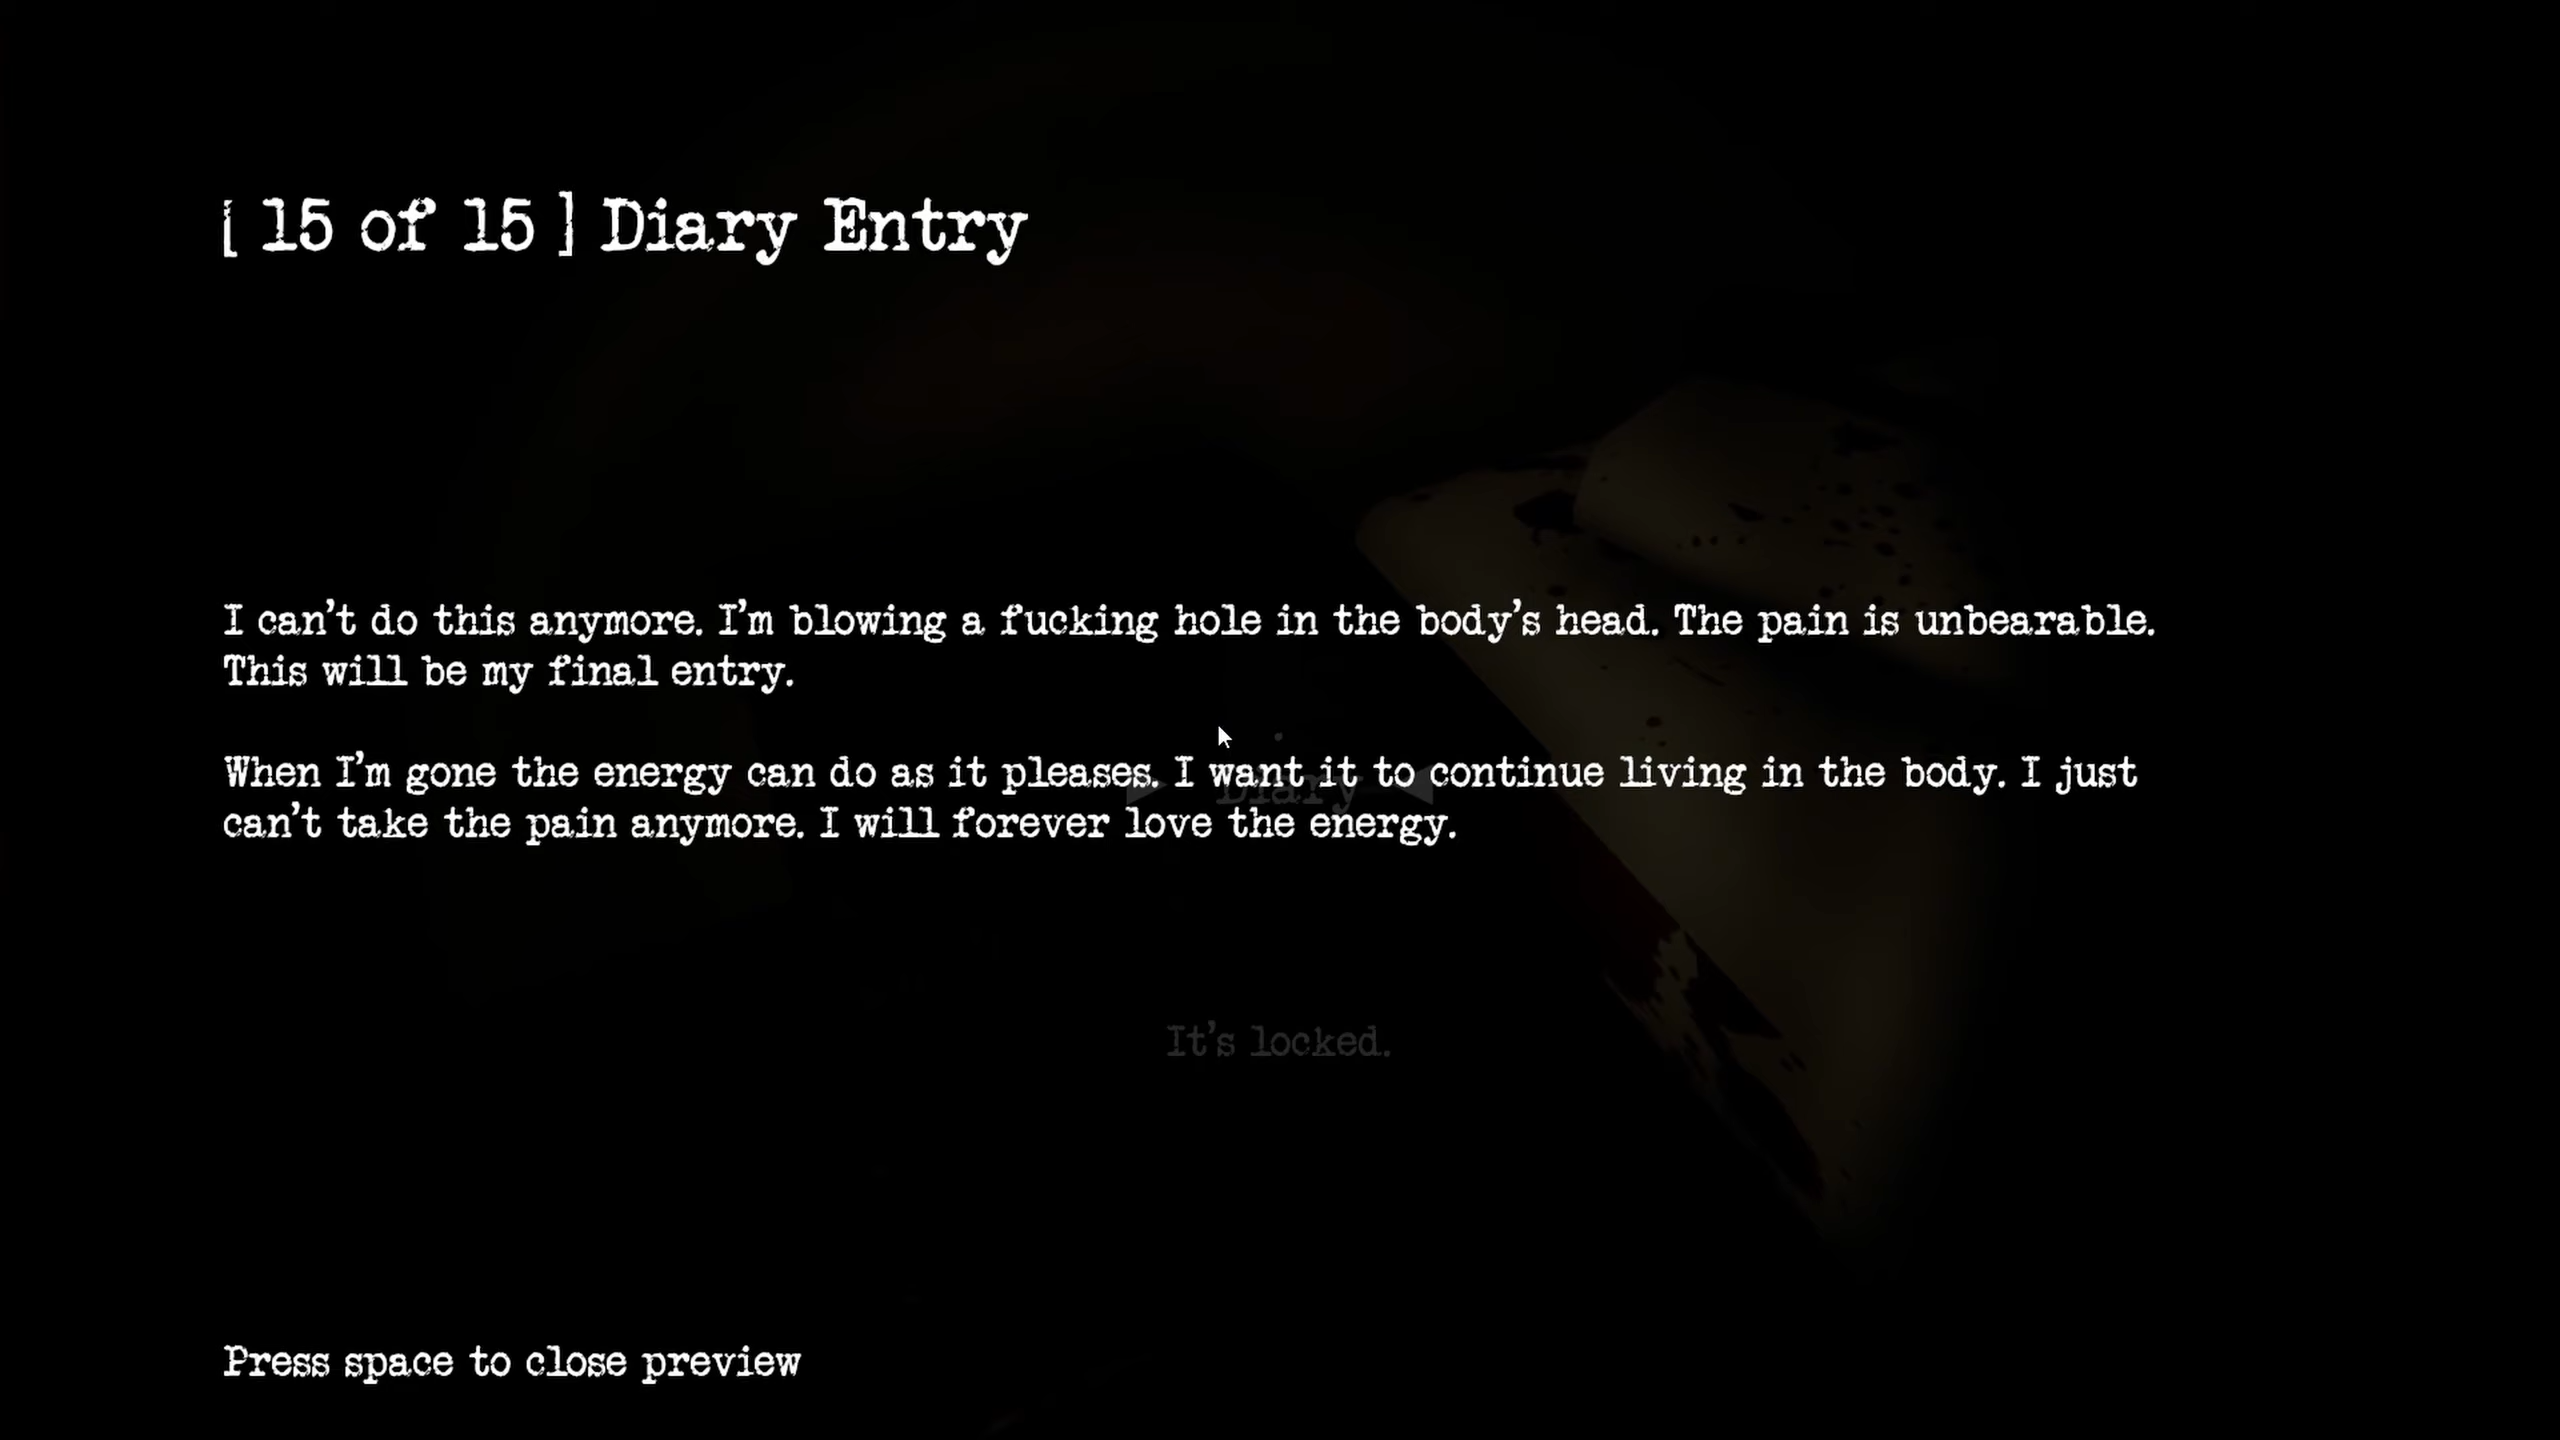 [ 15 of 15 ] Diary Entry
I can't do this anymore. I'm blowing a fucking hole in the body's head. The pain is unbearable.
This will be my final entry.
When I'm gone the energy can do as it pleases. I want it to continue living in the body. I just
Diary
can't take the pain anymore. I will forever love the energy.
It's locked.
Press space to close preview